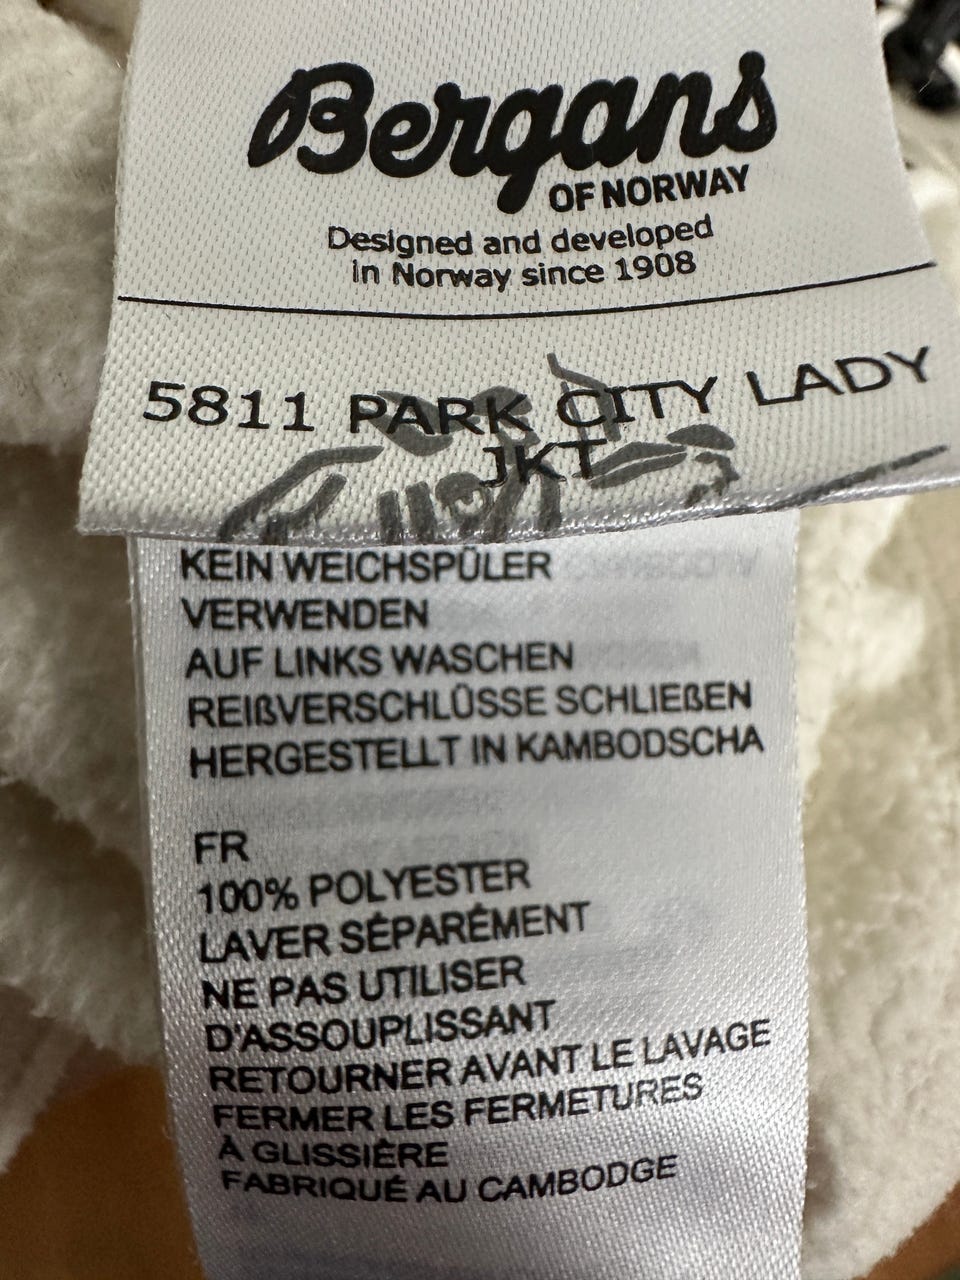 Bergans
OF NORWAY
Designed and developed
in Norway since 1908
5811 PARK CITY LADY
JKT
KEIN WEICHSPÜLER
VERWENDEN
AUF LINKS WASCHEN
REIßVERSCHLÜSSE SCHLIEßEN
HERGESTELLT IN KAMBODSCHA
FR
100% POLYESTER
LAVER SÉPARÉMENT
NE PAS UTILISER
D'ASSOUPLISSANT
RETOURNER AVANT LE LAVAGE
FERMER LES FERMETURES
À GLISSIÈRE
FABRIQUÉ AU CAMBODGE